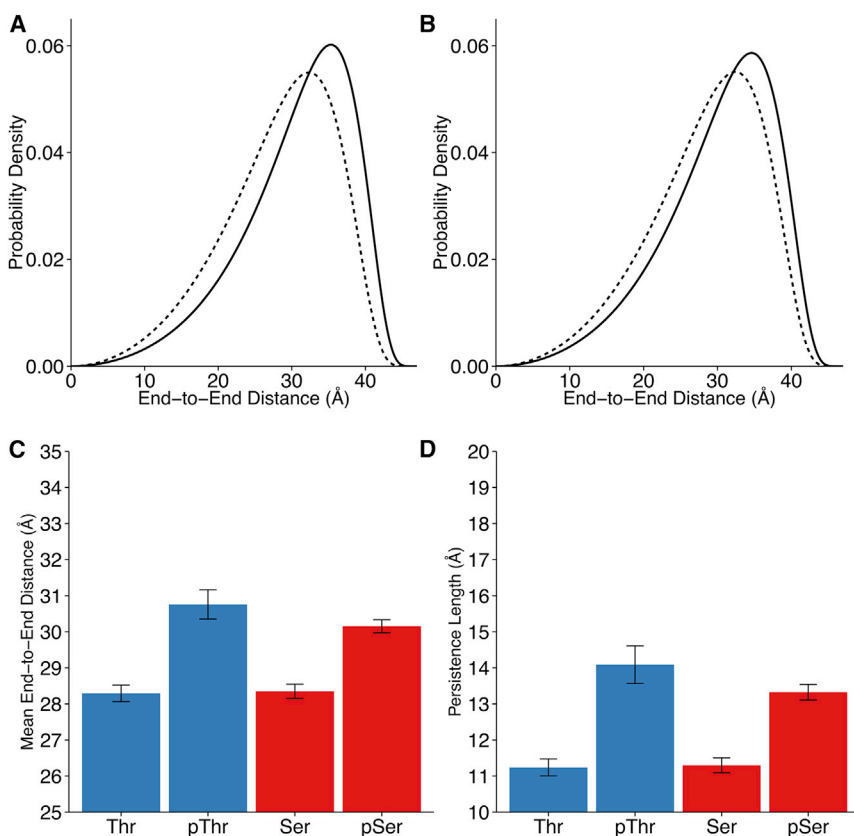 A
Probability Density
0.06
0.04
0.02
0.00
0 10 20 30 40
End−to−End Distance (Å)
B
Probability Density
0.06
0.04
0.02
0.00
0 10 20 30 40
End−to−End Distance (Å)
C
Mean End−to−End Distance (Å)
35
34
33
32
31
30
29
28
27
26
25
Thr pThr Ser pSer
D
Persistence Length (Å)
20
19
18
17
16
15
14
13
12
11
10
Thr pThr Ser pSer